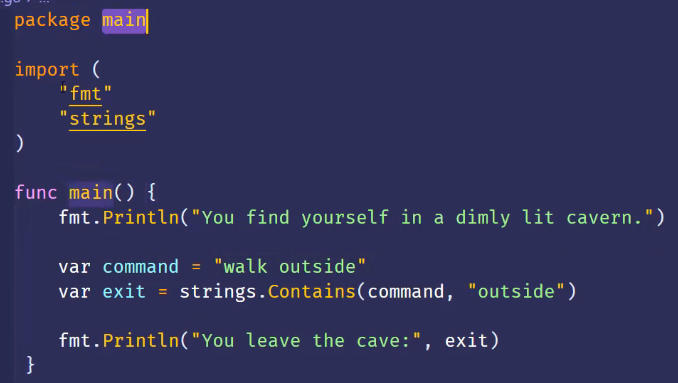 .go
package main
import (
    "fmt"
    "strings"
)
func main() {
    fmt.Println("You find yourself in a dimly lit cavern.")
    var command = "walk outside"
    var exit = strings.Contains(command, "outside")
    fmt.Println("You leave the cave:", exit)
}